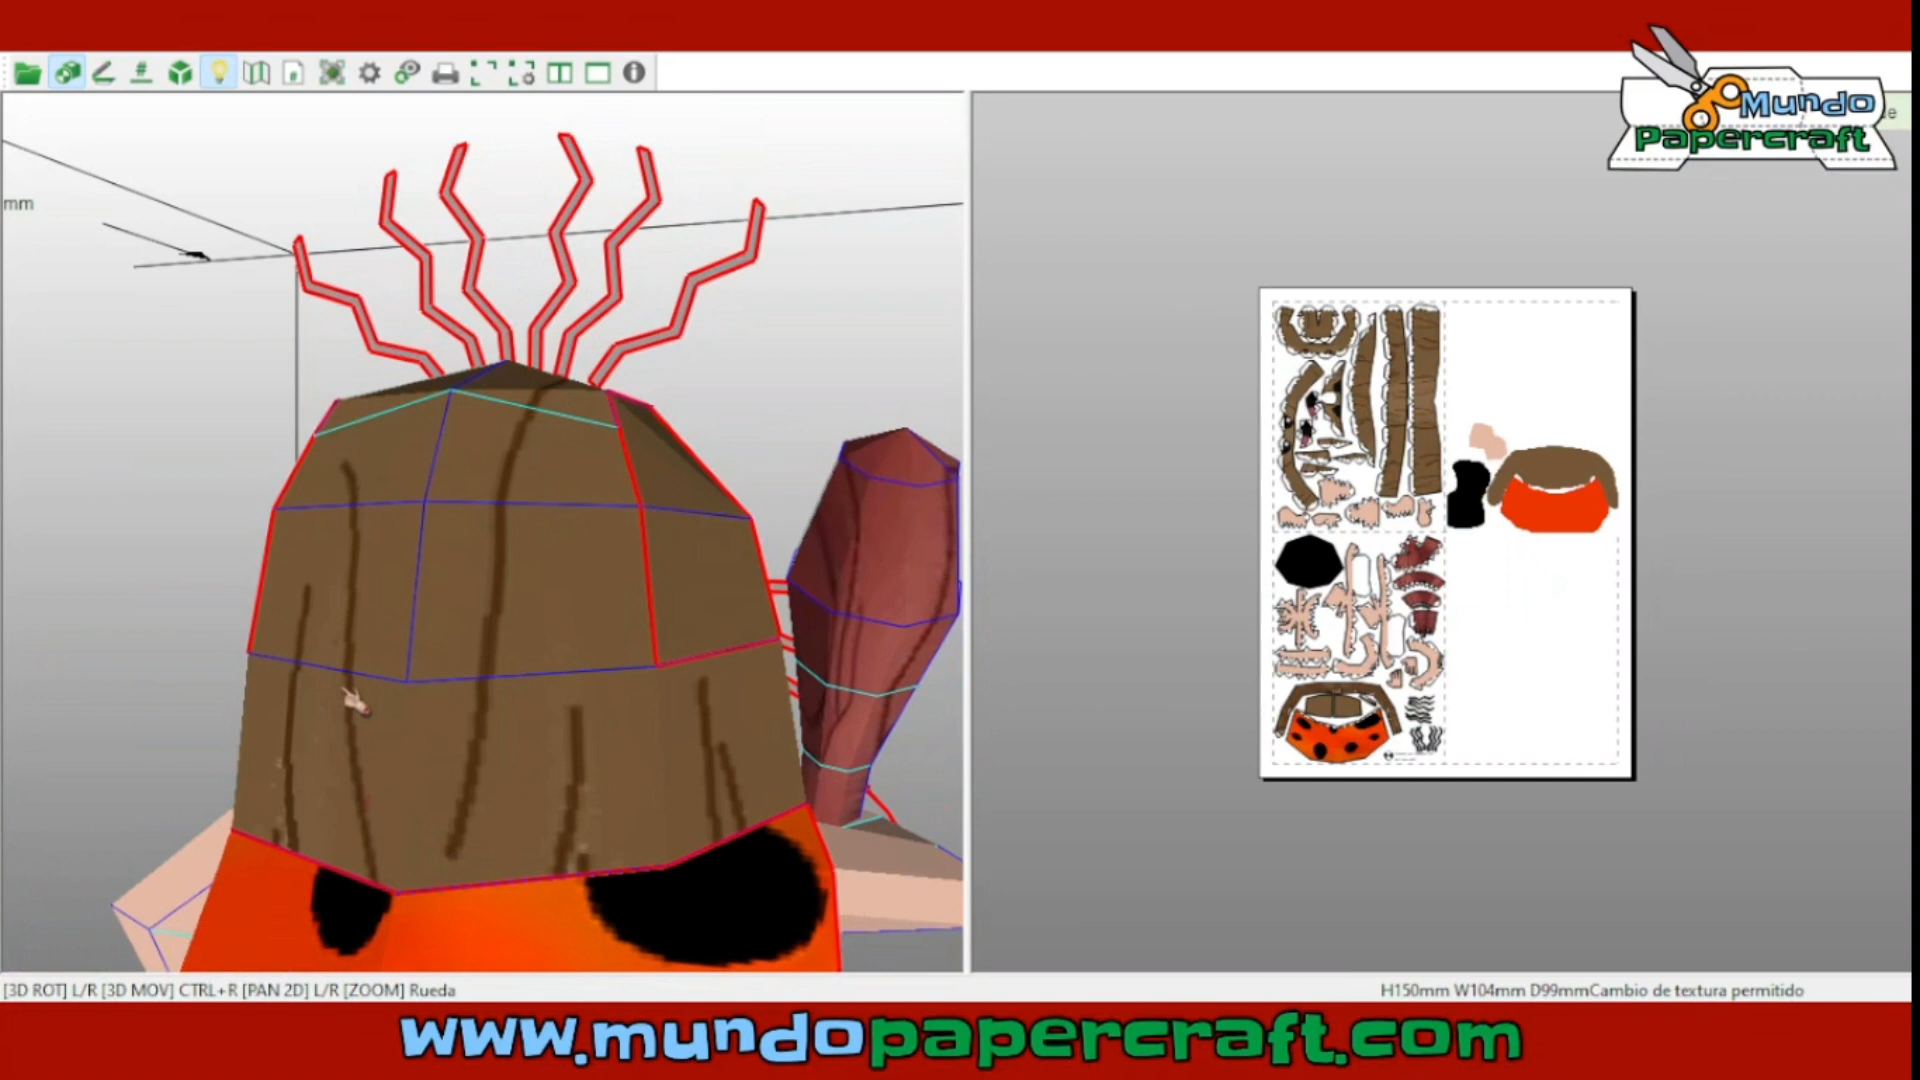 Mundo
Papercraft
mm
[3D ROT] L/R [3D MOV] CTRL+R [PAN 2D] L/R [ZOOM] Rueda
H150mm W104mm D99mmCambio de textura permitido
www.mundopapercraft.com